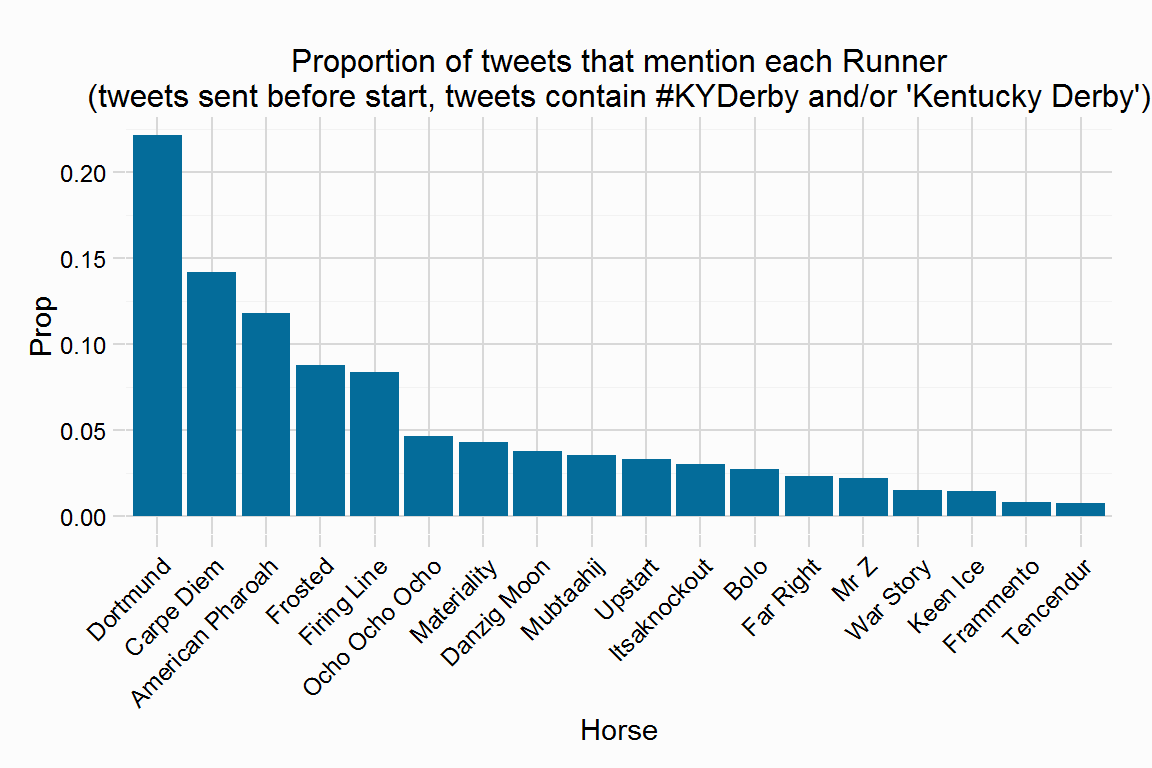 Proportion of tweets that mention each Runner
(tweets sent before start, tweets contain #KYDerby and/or 'Kentucky Derby')
Prop
0.20
0.15
0.10
0.05
0.00
Dortmund
Carpe Diem
American Pharoah
Frosted
Firing Line
Ocho Ocho Ocho
Materiality
Danzig Moon
Mubtaahij
Upstart
Itsaknockout
Bolo
Far Right
Mr Z
War Story
Keen Ice
Frammento
Tencendur
Horse